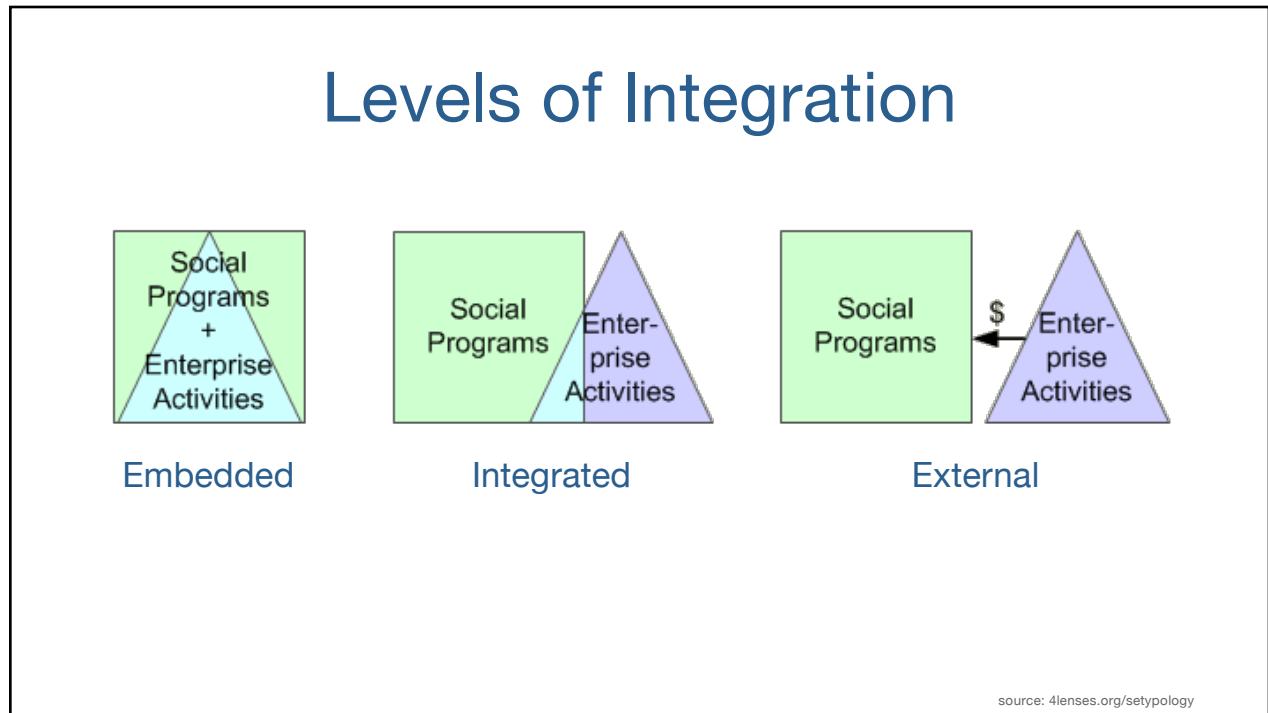 Levels of Integration
Social
Programs
+
Enterprise
Activities
Embedded
Social
Programs
Enter-
prise
Activities
Integrated
Social
Programs
$
Enter-
prise
Activities
External
source: 4lenses.org/setypology